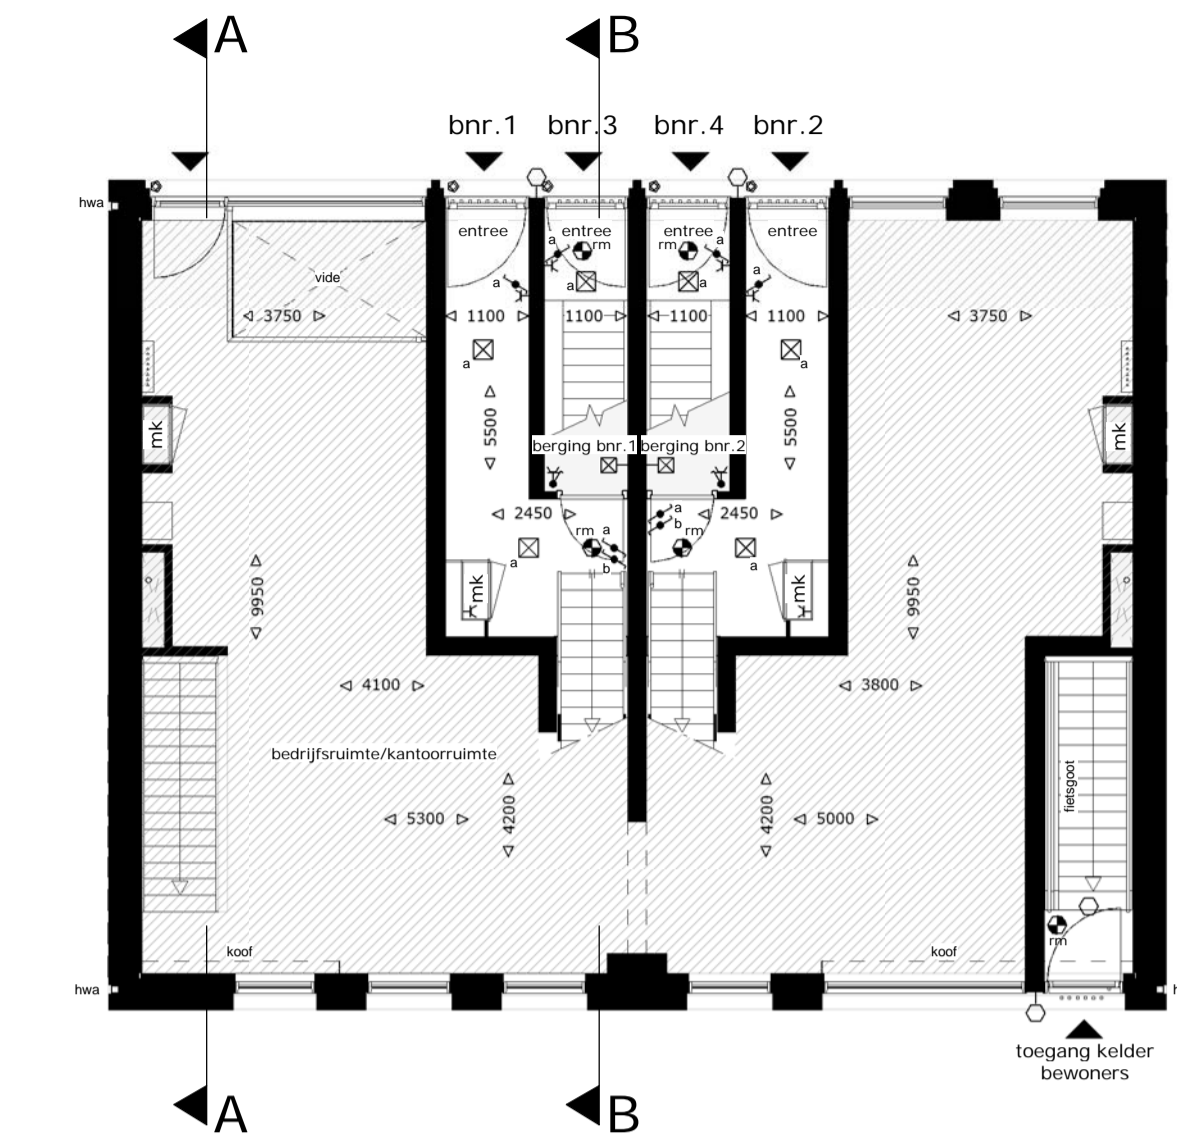 A
B
bnr.1
bnr.3
bnr.4
bnr.2
hwa
entree
entree
entree
entree
a
rm
rm
a
vide
a
a
a
a
3750
1100
1100
1100
1100
3750
a
a
5500
5500
mk
mk
berging bnr.1
berging bnr.2
2450
2450
a
b
rm
a
rm
a
b
a
mk
mk
9950
9950
4100
3800
bedrijfsruimte/kantoorruimte
fietsgoot
5300
4200
4200
5000
rm
koof
koof
hwa
h
toegang kelder
bewoners
A
B